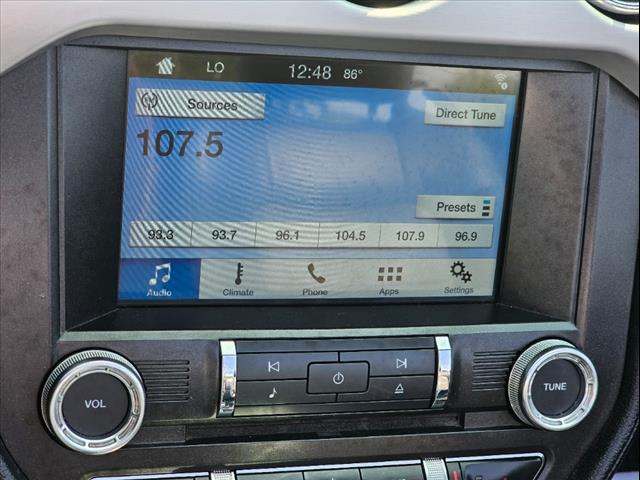 LO 12:48 86°
Sources
Direct Tune
107.5
Presets
93.3 93.7 96.1 104.5 107.9 96.9
Audio Climate Phone Apps Settings
VOL
TUNE